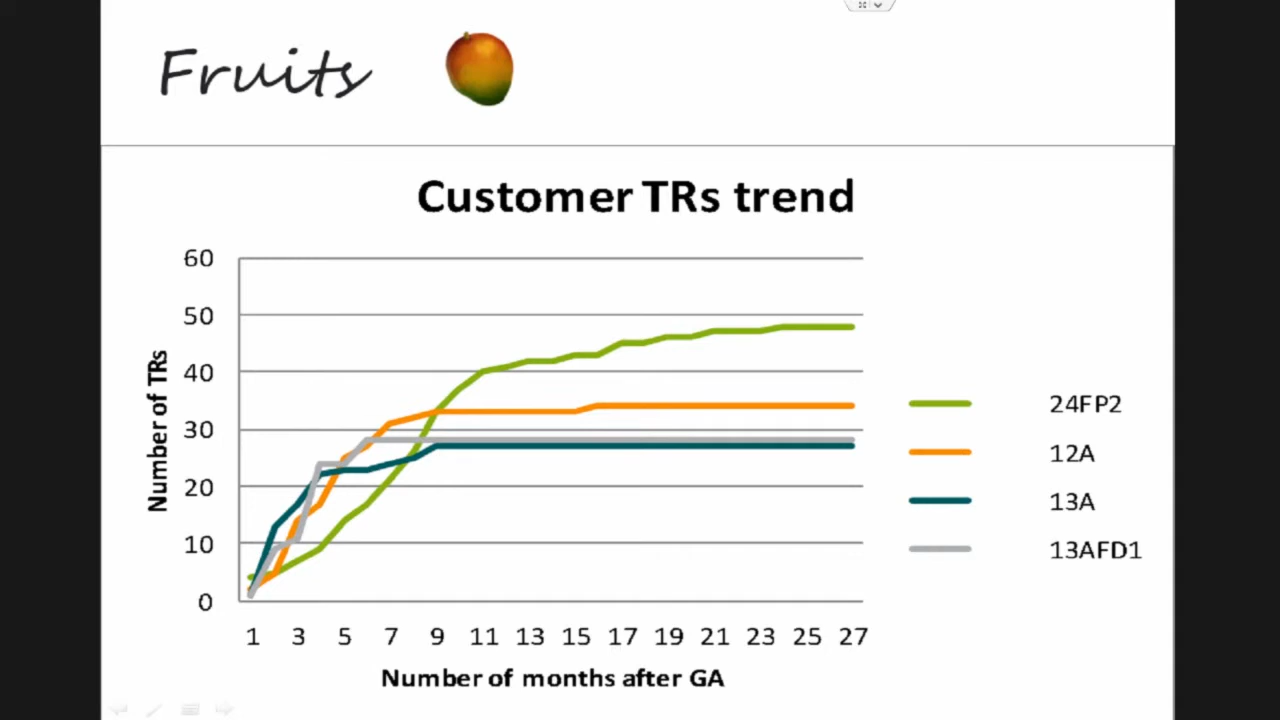 Fruits
Customer TRs trend
60
50
40
30
20
10
0
Number of TRs
1 3 5 7 9 11 13 15 17 19 21 23 25 27
Number of months after GA
24FP2
12A
13A
13AFD1